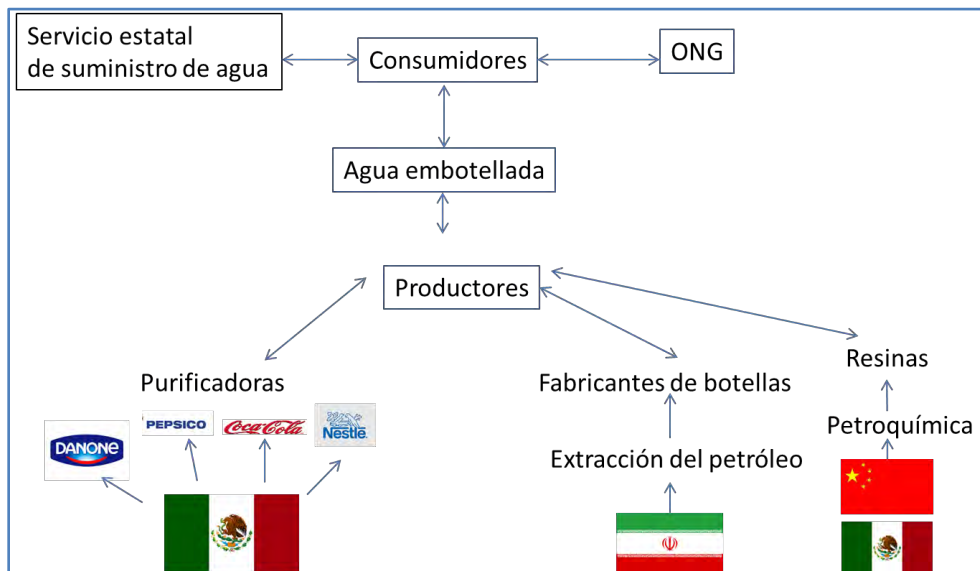 Servicio estatal
de suministro de agua
Consumidores
ONG
Agua embotellada
Productores
Purificadoras
Fabricantes de botellas
Resinas
DANONE
PEPSICO
Coca-Cola
Nestle
Extracción del petróleo
Petroquímica